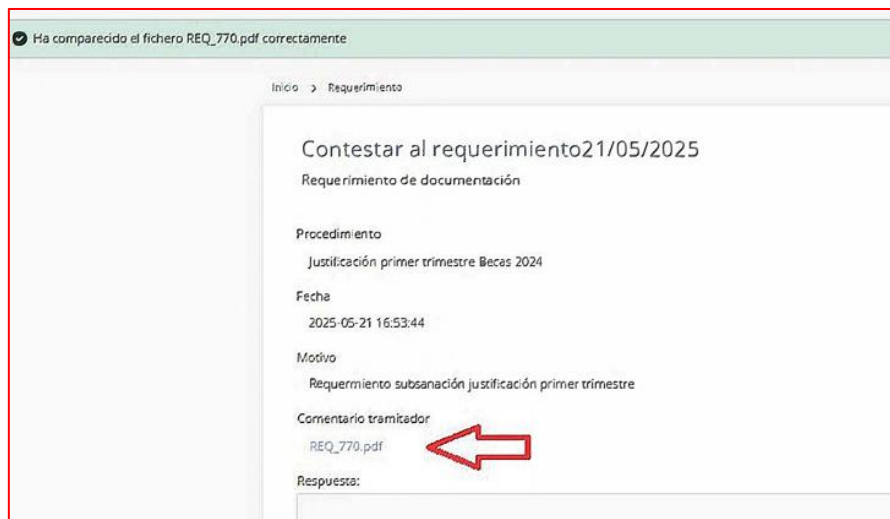 Ha comparecido el fichero REQ_770.pdf correctamente
Inicio > Requerimiento
Contestar al requerimiento21/05/2025
Requerimiento de documentación
Procedimiento
Justificación primer trimestre Becas 2024
Fecha
2025-05-21 16:53:44
Motivo
Requermiento subsanación justificación primer trimestre
Comentario tramitador
REQ_770.pdf
Respuesta: